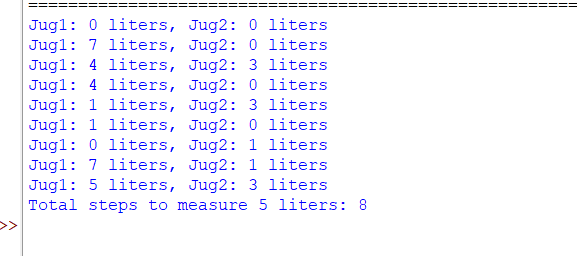 ==========================================================
Jug1: 0 liters, Jug2: 0 liters
Jug1: 7 liters, Jug2: 0 liters
Jug1: 4 liters, Jug2: 3 liters
Jug1: 4 liters, Jug2: 0 liters
Jug1: 1 liters, Jug2: 3 liters
Jug1: 1 liters, Jug2: 0 liters
Jug1: 0 liters, Jug2: 1 liters
Jug1: 7 liters, Jug2: 1 liters
Jug1: 5 liters, Jug2: 3 liters
Total steps to measure 5 liters: 8
>>